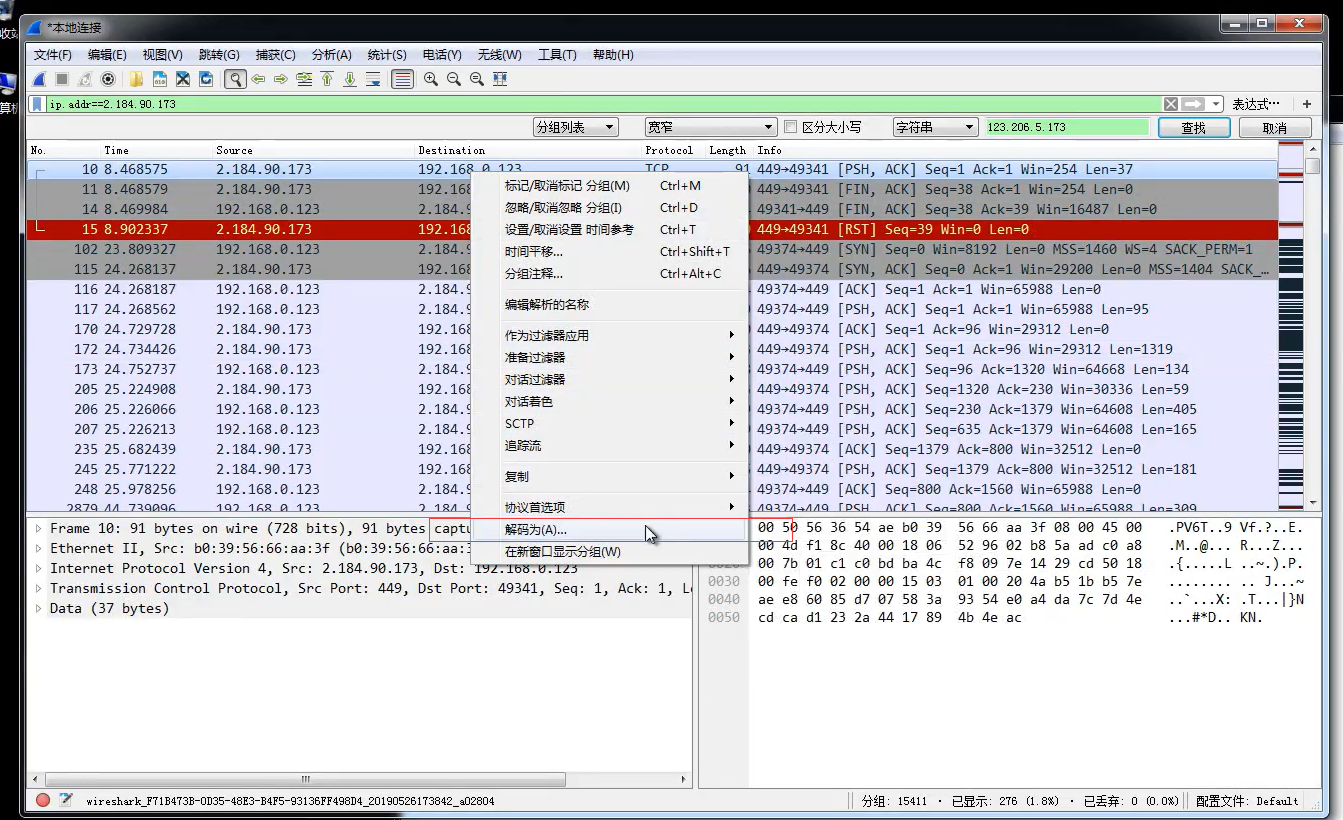 *本地连接
文件(F) 编辑(E) 视图(V) 跳转(G) 捕获(C) 分析(A) 统计(S) 电话(Y) 无线(W) 工具(T) 帮助(H)
ip.addr==2.184.90.173 表达式…
分组列表 宽窄 区分大小写 字符串 123.206.5.173 查找 取消
No. Time Source Destination Protocol Length Info
10 8.468575 2.184.90.173 192.168.0.123 TCP 91 449→49341 [PSH, ACK] Seq=1 Ack=1 Win=254 Len=37
11 8.468579 2.184.90.173 192.168 449→49341 [FIN, ACK] Seq=38 Ack=1 Win=254 Len=0
14 8.469984 192.168.0.123 2.184.9 49341→449 [FIN, ACK] Seq=38 Ack=39 Win=16487 Len=0
15 8.902337 2.184.90.173 192.168 449→49341 [RST] Seq=39 Win=0 Len=0
102 23.809327 192.168.0.123 2.184.9 49374→449 [SYN] Seq=0 Win=8192 Len=0 MSS=1460 WS=4 SACK_PERM=1
115 24.268137 2.184.90.173 192.168 449→49374 [SYN, ACK] Seq=0 Ack=1 Win=29200 Len=0 MSS=1404 SACK_…
116 24.268187 192.168.0.123 2.184.9 49374→449 [ACK] Seq=1 Ack=1 Win=65988 Len=0
117 24.268562 192.168.0.123 2.184.9 49374→449 [PSH, ACK] Seq=1 Ack=1 Win=65988 Len=95
170 24.729728 2.184.90.173 192.168 449→49374 [ACK] Seq=1 Ack=96 Win=29312 Len=0
172 24.734426 2.184.90.173 192.168 449→49374 [PSH, ACK] Seq=1 Ack=96 Win=29312 Len=1319
173 24.752737 192.168.0.123 2.184.9 49374→449 [PSH, ACK] Seq=96 Ack=1320 Win=64668 Len=134
205 25.224908 2.184.90.173 192.168 449→49374 [PSH, ACK] Seq=1320 Ack=230 Win=30336 Len=59
206 25.226066 192.168.0.123 2.184.9 49374→449 [PSH, ACK] Seq=230 Ack=1379 Win=64608 Len=405
207 25.226213 192.168.0.123 2.184.9 49374→449 [PSH, ACK] Seq=635 Ack=1379 Win=64608 Len=165
235 25.682439 2.184.90.173 192.168 449→49374 [ACK] Seq=1379 Ack=800 Win=32512 Len=0
245 25.771222 2.184.90.173 192.168 449→49374 [PSH, ACK] Seq=1379 Ack=800 Win=32512 Len=181
248 25.978256 192.168.0.123 2.184.9 49374→449 [ACK] Seq=800 Ack=1560 Win=65988 Len=0
2879 44.739096 192.168.0.123 2.184.9 49374→449 [PSH, ACK] Seq=800 Ack=1560 Win=65988 Len=309
标记/取消标记 分组(M) Ctrl+M
忽略/取消忽略 分组(I) Ctrl+D
设置/取消设置 时间参考 Ctrl+T
时间平移... Ctrl+Shift+T
分组注释... Ctrl+Alt+C
编辑解析的名称
作为过滤器应用
准备过滤器
对话过滤器
对话着色
SCTP
追踪流
复制
协议首选项
解码为(A)...
在新窗口显示分组(W)
Frame 10: 91 bytes on wire (728 bits), 91 bytes captu
Ethernet II, Src: b0:39:56:66:aa:3f (b0:39:56:66:aa:3
Internet Protocol Version 4, Src: 2.184.90.173, Dst: 192.168.0.123
Transmission Control Protocol, Src Port: 449, Dst Port: 49341, Seq: 1, Ack: 1, Le
Data (37 bytes)
00 50 56 36 54 ae b0 39 56 66 aa 3f 08 00 45 00 .PV6T..9 Vf.?..E.
00 4d f1 8c 40 00 18 06 52 96 02 b8 5a ad c0 a8 .M..@... R...Z...
00 7b 01 c1 c0 bd ba 4c f8 09 7e 14 29 cd 50 18 .{.....L ..~.).P.
0030 00 fe f0 02 00 00 15 03 01 00 20 4a b5 1b b5 7e ........ .. J...~
0040 ae e8 60 85 d7 07 58 3a 93 54 e0 a4 da 7c 7d 4e ..`...X: .T...|}N
0050 cd ca d1 23 2a 44 17 89 4b 4e ac ...#*D.. KN.
wireshark_F71B473B-0D35-48E3-B4F5-93136FF498D4_20190526173842_a02804 分组: 15411 · 已显示: 276 (1.8%) · 已丢弃: 0 (0.0%) 配置文件: Default